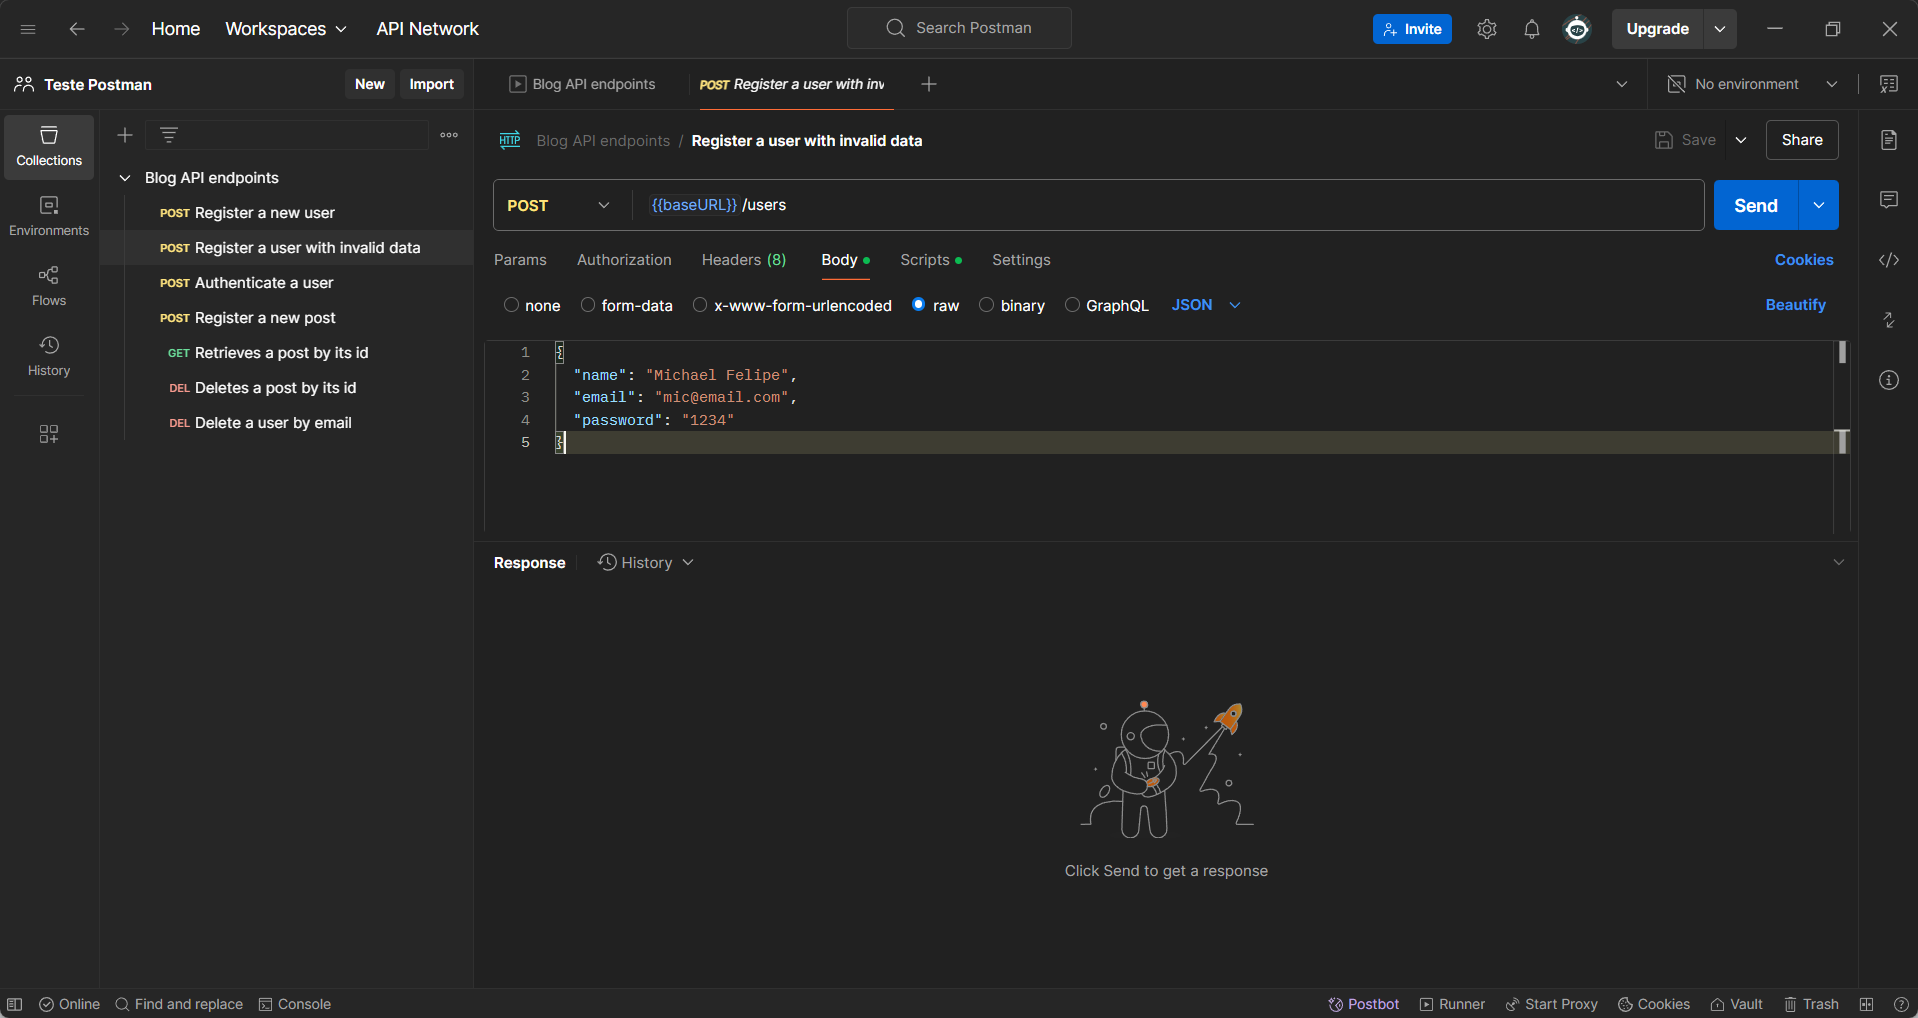 Home Workspaces API Network Search Postman Invite Upgrade
Teste Postman New Import Blog API endpoints POST Register a user with inv No environment
Collections
Environments
Flows
History
Blog API endpoints
POST Register a new user
POST Register a user with invalid data
POST Authenticate a user
POST Register a new post
GET Retrieves a post by its id
DEL Deletes a post by its id
DEL Delete a user by email
HTTP Blog API endpoints / Register a user with invalid data Save Share
POST {{baseURL}} /users Send
Params Authorization Headers (8) Body Scripts Settings Cookies
none form-data x-www-form-urlencoded raw binary GraphQL JSON Beautify
1 {
2 "name": "Michael Felipe",
3 "email": "mic@email.com",
4 "password": "1234"
5 }
Response History
Click Send to get a response
Online Find and replace Console Postbot Runner Start Proxy Cookies Vault Trash